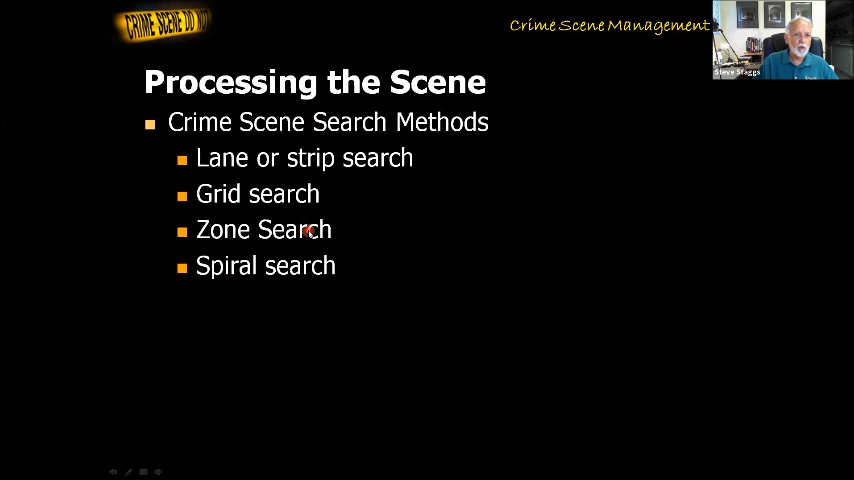 CRIME SCENE DO NOT
Crime Scene Management
Steve Staggs
Processing the Scene
Crime Scene Search Methods
Lane or strip search
Grid search
Zone Search
Spiral search